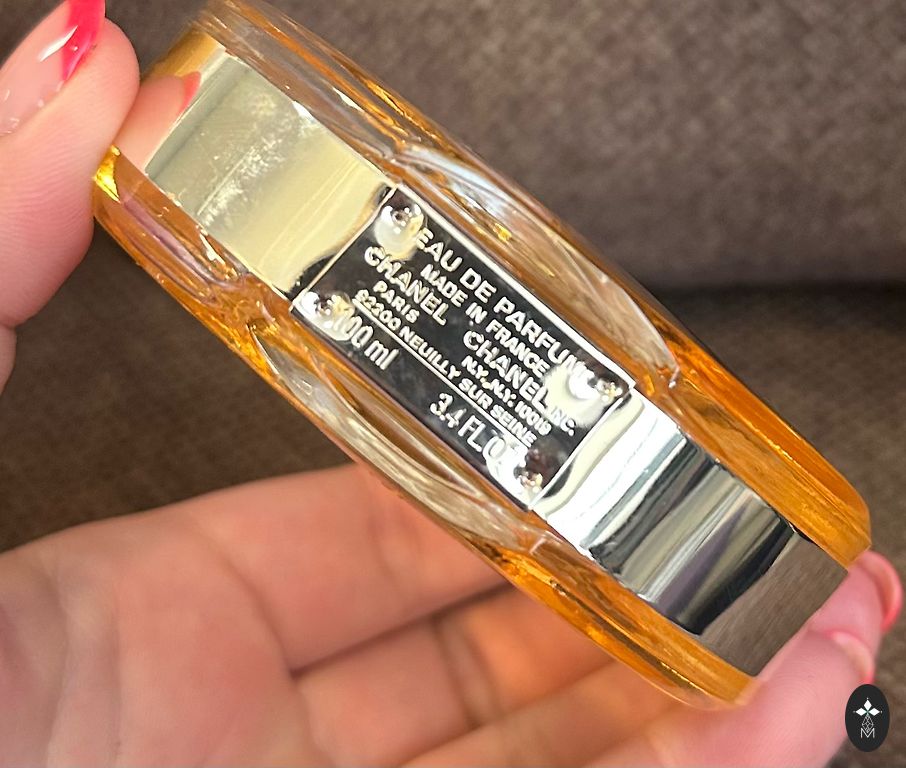 EAU DE PARFUM
MADE IN FRANCE
CHANEL CHANEL INC.
PARIS N.Y., N.Y. 10019
92200 NEUILLY SUR SEINE
100 ml 3.4 FL. O
M